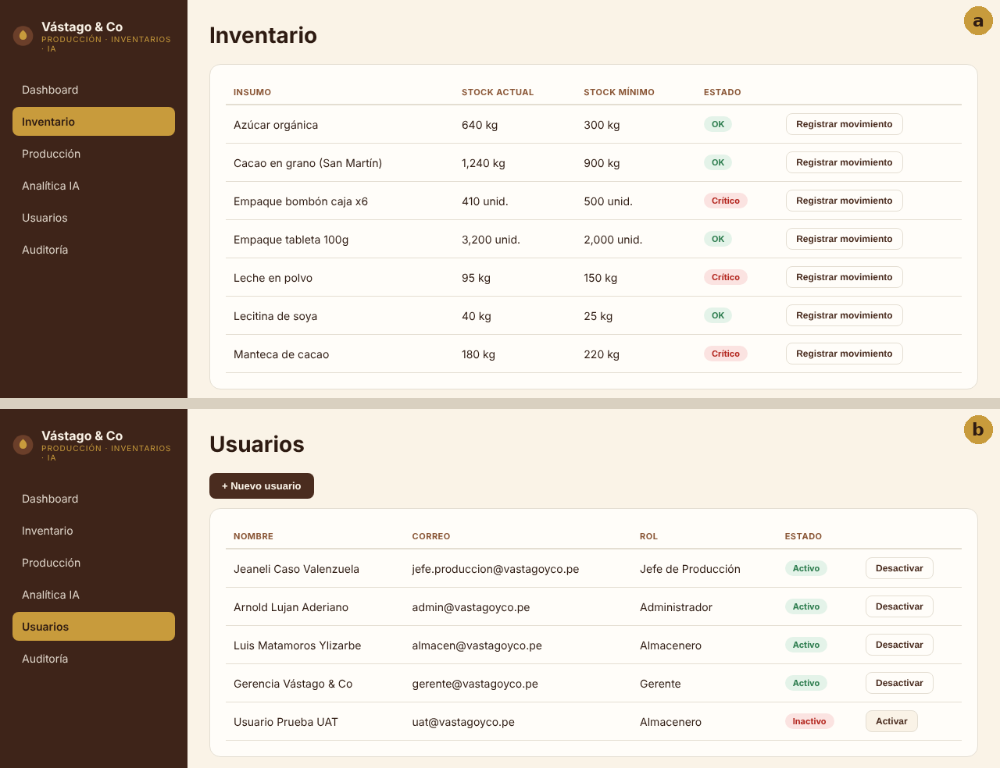 Vástago & Co
PRODUCCIÓN · INVENTARIOS
· IA
Dashboard
Inventario
Producción
Analítica IA
Usuarios
Auditoría
a
Inventario
INSUMO STOCK ACTUAL STOCK MÍNIMO ESTADO
Azúcar orgánica 640 kg 300 kg OK Registrar movimiento
Cacao en grano (San Martín) 1,240 kg 900 kg OK Registrar movimiento
Empaque bombón caja x6 410 unid. 500 unid. Crítico Registrar movimiento
Empaque tableta 100g 3,200 unid. 2,000 unid. OK Registrar movimiento
Leche en polvo 95 kg 150 kg Crítico Registrar movimiento
Lecitina de soya 40 kg 25 kg OK Registrar movimiento
Manteca de cacao 180 kg 220 kg Crítico Registrar movimiento
Vástago & Co
PRODUCCIÓN · INVENTARIOS
· IA
Dashboard
Inventario
Producción
Analítica IA
Usuarios
Auditoría
b
Usuarios
+ Nuevo usuario
NOMBRE CORREO ROL ESTADO
Jeaneli Caso Valenzuela jefe.produccion@vastagoyco.pe Jefe de Producción Activo Desactivar
Arnold Lujan Aderiano admin@vastagoyco.pe Administrador Activo Desactivar
Luis Matamoros Ylizarbe almacen@vastagoyco.pe Almacenero Activo Desactivar
Gerencia Vástago & Co gerente@vastagoyco.pe Gerente Activo Desactivar
Usuario Prueba UAT uat@vastagoyco.pe Almacenero Inactivo Activar